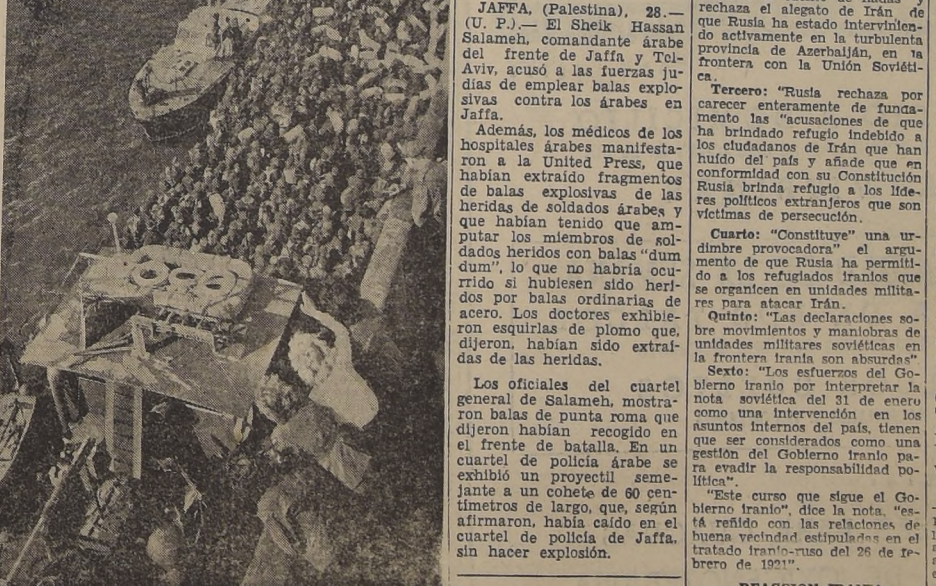 JAFFA, (Palestina), 28.—
(U. P.)— El Sheik Hassan
Salameh, comandante árabe
del frente de Jaffa y Tel-
Aviv, acusó a las fuerzas ju-
días de emplear balas explo-
sivas contra los árabes en
Jaffa.
Además, los médicos de los
hospitales árabes manifesta-
ron a la United Press, que
habían extraído fragmentos
de balas explosivas de las
heridas de soldados árabes y
que habían tenido que am-
putar los miembros de sol-
dados heridos con balas "dum
dum", lo que no habría ocu-
rrido si hubiesen sido heri-
dos por balas ordinarias de
acero. Los doctores exhibie-
ron esquirlas de plomo que,
dijeron, habían sido extraí-
das de las heridas.
Los oficiales del cuartel
general de Salameh, mostra-
ron balas de punta roma que
dijeron habían recogido en
el frente de batalla. En un
cuartel de policía árabe se
exhibió un proyectil seme-
jante a un cohete de 60 cen-
tímetros de largo, que, según
afirmaron, había caído en el
cuartel de policía de Jaffa,
sin hacer explosión.
rechaza el alegato de Irán de
que Rusia ha estado intervinien-
do activamente en la turbulenta
provincia de Azerbaiján, en la
frontera con la Unión Soviéti-
ca.
Tercero: "Rusia rechaza por
carecer enteramente de funda-
mento las "acusaciones de que
ha brindado refugio indebido a
los ciudadanos de Irán que han
huído del país y añade que en
conformidad con su Constitución
Rusia brinda refugio a los líde-
res políticos extranjeros que son
víctimas de persecución.
Cuarto: "Constituye" una ur-
dimbre provocadora" el argu-
mento de que Rusia ha permiti-
do a los refugiados iranios que
se organicen en unidades milita-
res para atacar Irán.
Quinto: "Las declaraciones so-
bre movimientos y maniobras de
unidades militares soviéticas en
la frontera irania son absurdas"
Sexto: "Los esfuerzos del Go-
bierno iranio por interpretar la
nota soviética del 31 de enero
como una intervención en los
asuntos internos del país, tienen
que ser considerados como una
gestión del Gobierno iranio pa-
ra evadir la responsabilidad po-
lítica".
"Este curso que sigue el Go-
bierno iranio", dice la nota, "es-
tá reñido con las relaciones de
buena vecindad estipuladas en el
tratado iranio-ruso del 26 de fe-
brero de 1921".